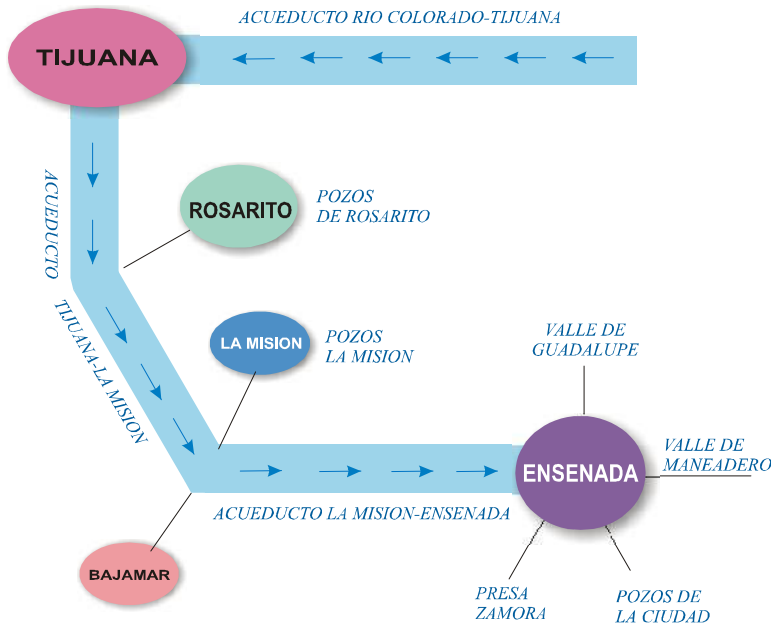 ACUEDUCTO RIO COLORADO-TIJUANA
TIJUANA
ACUEDUCTO
TIJUANA-LA MISION
ROSARITO
POZOS
DE ROSARITO
LA MISION
POZOS
LA MISION
VALLE DE
GUADALUPE
ENSENADA
VALLE DE
MANEADERO
ACUEDUCTO LA MISION-ENSENADA
BAJAMAR
PRESA
ZAMORA
POZOS DE
LA CIUDAD